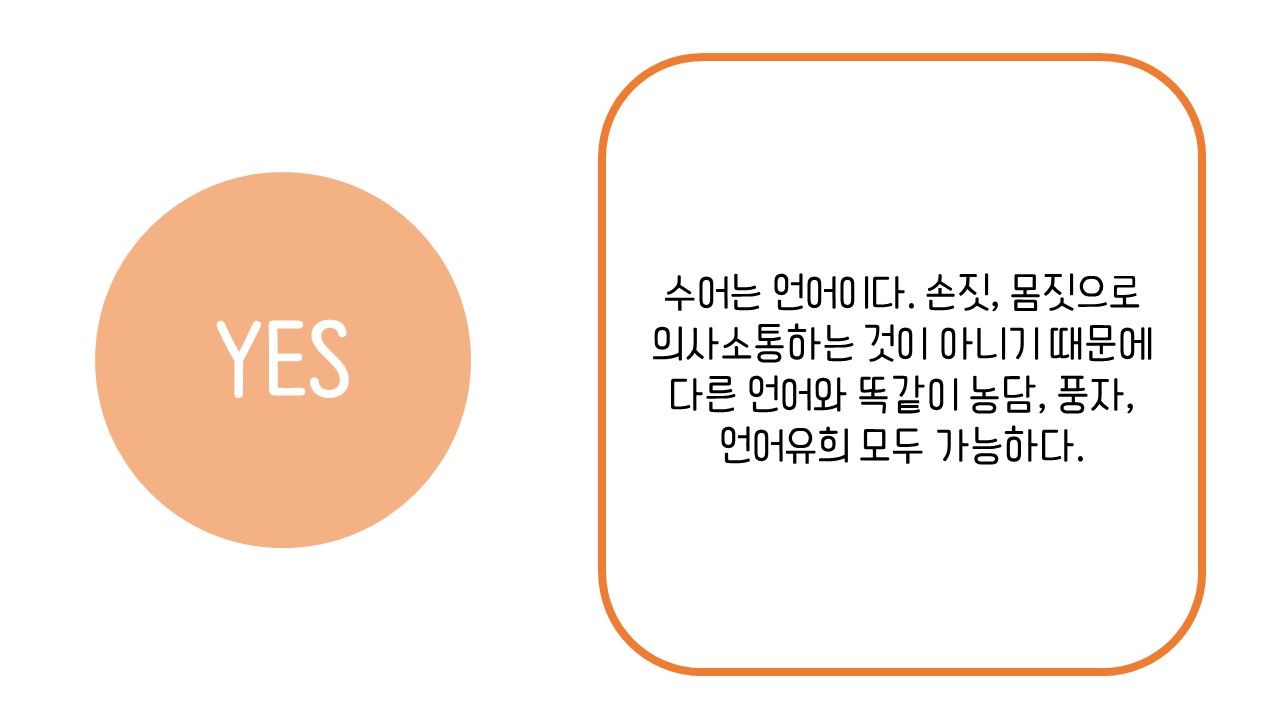 YES
수어는 언어이다. 손짓, 몸짓으로
의사소통하는 것이 아니기 때문에
다른 언어와 똑같이 농담, 풍자,
언어유희 모두 가능하다.